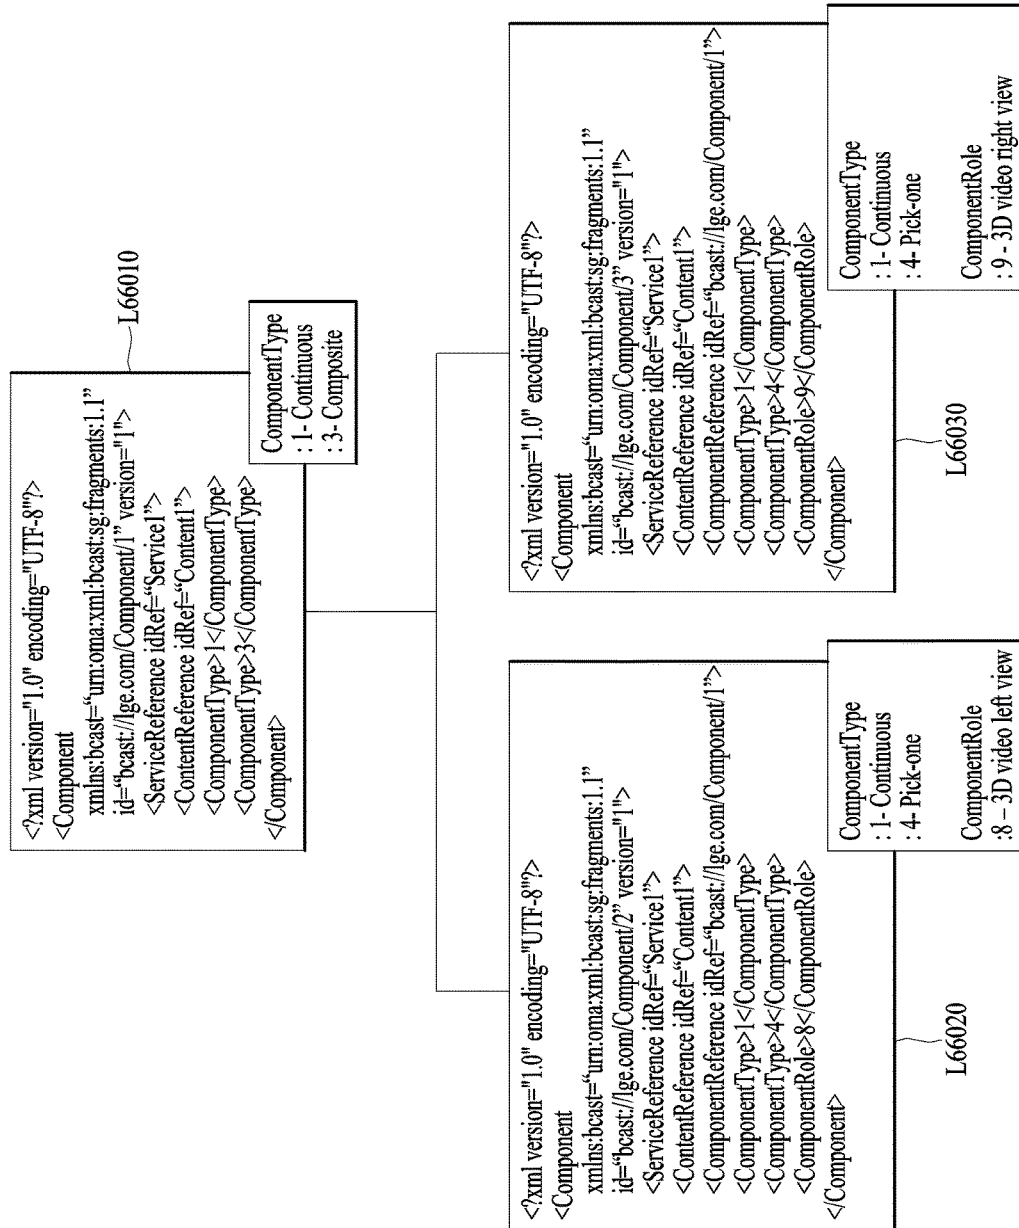 <?xml version="1.0" encoding="UTF-8"?>
<Component
xmlns:bcast=“urn:oma:xml:bcast:sg:fragments:1.1”
id=“bcast://lge.com/Component/1” version="1">
<ServiceReference idRef=“Service1”>
<ContentReference idRef=“Content1”>
<ComponentType>1</ComponentType>
<ComponentType>3</ComponentType>
</Component>
ComponentType
: 1- Continuous
: 3- Composite
L66010
<?xml version="1.0" encoding="UTF-8"?>
<Component
xmlns:bcast=“urn:oma:xml:bcast:sg:fragments:1.1”
id=“bcast://lge.com/Component/2” version="1">
<ServiceReference idRef=“Service1”>
<ContentReference idRef=“Content1”>
<ComponentReference idRef=“bcast://lge.com/Component/1”>
<ComponentType>1</ComponentType>
<ComponentType>4</ComponentType>
<ComponentRole>8</ComponentRole>
</Component>
ComponentType
: 1- Continuous
: 4- Pick-one
ComponentRole
:8 – 3D video left view
L66020
<?xml version="1.0" encoding="UTF-8"?>
<Component
xmlns:bcast=“urn:oma:xml:bcast:sg:fragments:1.1”
id=“bcast://lge.com/Component/3” version="1">
<ServiceReference idRef=“Service1”>
<ContentReference idRef=“Content1”>
<ComponentReference idRef=“bcast://lge.com/Component/1”>
<ComponentType>1</ComponentType>
<ComponentType>4</ComponentType>
<ComponentRole>9</ComponentRole>
</Component>
ComponentType
: 1- Continuous
: 4- Pick-one
ComponentRole
: 9 - 3D video right view
L66030